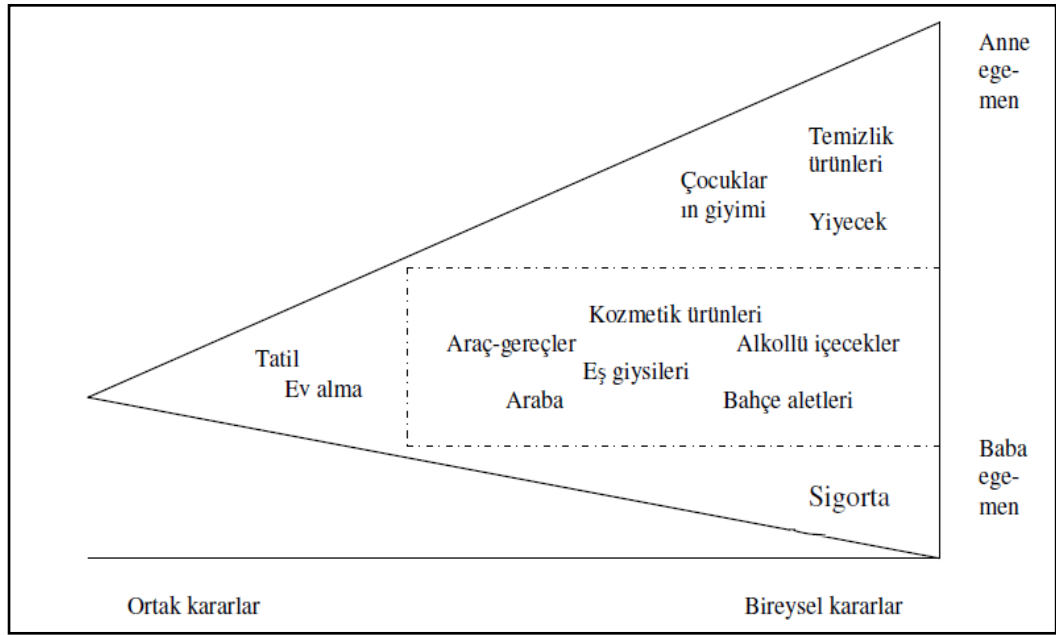 Anne
ege-
men
Temizlik
ürünleri
Çocuklar
ın giyimi
Yiyecek
Kozmetik ürünleri
Araç-gereçler
Alkollü içecekler
Tatil
Eş giysileri
Ev alma
Araba
Bahçe aletleri
Baba
ege-
men
Sigorta
Ortak kararlar
Bireysel kararlar